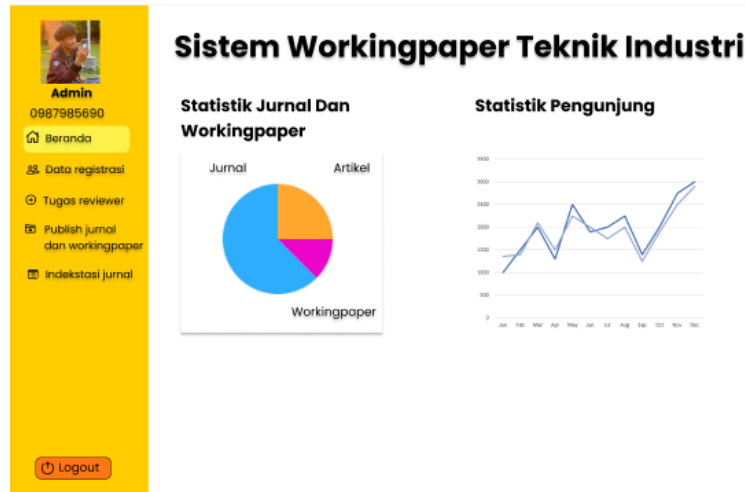 Sistem Workingpaper Teknik Industri
Admin
0987985690
Beranda
Data registrasi
Tugas reviewer
Publish jurnal
dan workingpaper
Indekstasi jurnal
Logout
Statistik Jurnal Dan
Workingpaper
Jurnal
Artikel
Workingpaper
Statistik Pengunjung
3500
3000
2500
2000
1500
1000
500
0
Jan Feb Mar Apr May Jun Jul Aug Sep Oct Nov Dec